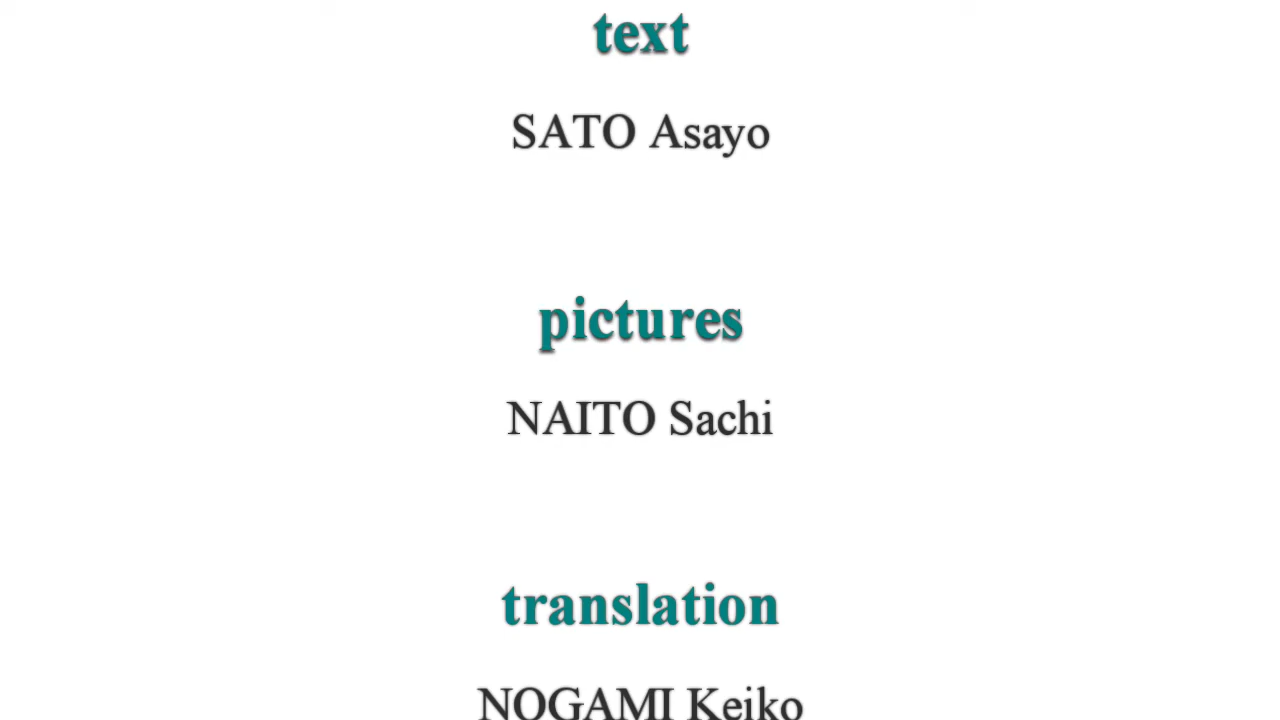 text
SATO Asayo
pictures
NAITO Sachi
translation
NOGAMI Keiko